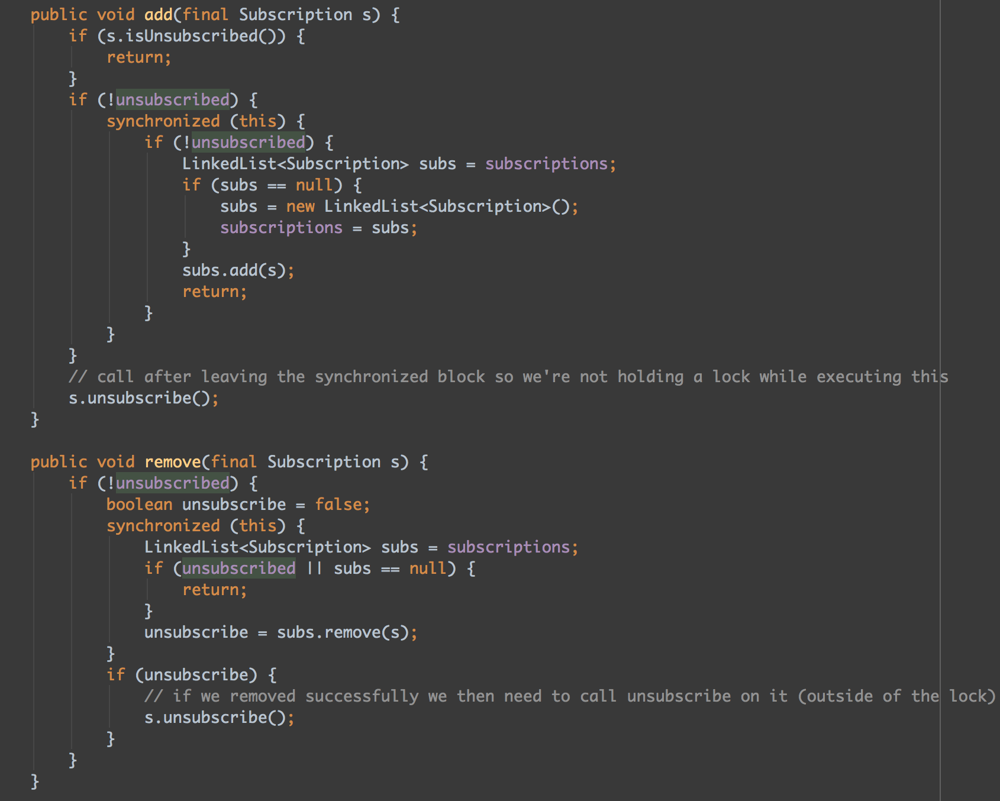 public void add(final Subscription s) {
    if (s.isUnsubscribed()) {
        return;
    }
    if (!unsubscribed) {
        synchronized (this) {
            if (!unsubscribed) {
                LinkedList<Subscription> subs = subscriptions;
                if (subs == null) {
                    subs = new LinkedList<Subscription>();
                    subscriptions = subs;
                }
                subs.add(s);
                return;
            }
        }
    }
    // call after leaving the synchronized block so we're not holding a lock while executing this
    s.unsubscribe();
}

public void remove(final Subscription s) {
    if (!unsubscribed) {
        boolean unsubscribe = false;
        synchronized (this) {
            LinkedList<Subscription> subs = subscriptions;
            if (unsubscribed || subs == null) {
                return;
            }
            unsubscribe = subs.remove(s);
        }
        if (unsubscribe) {
            // if we removed successfully we then need to call unsubscribe on it (outside of the lock)
            s.unsubscribe();
        }
    }
}